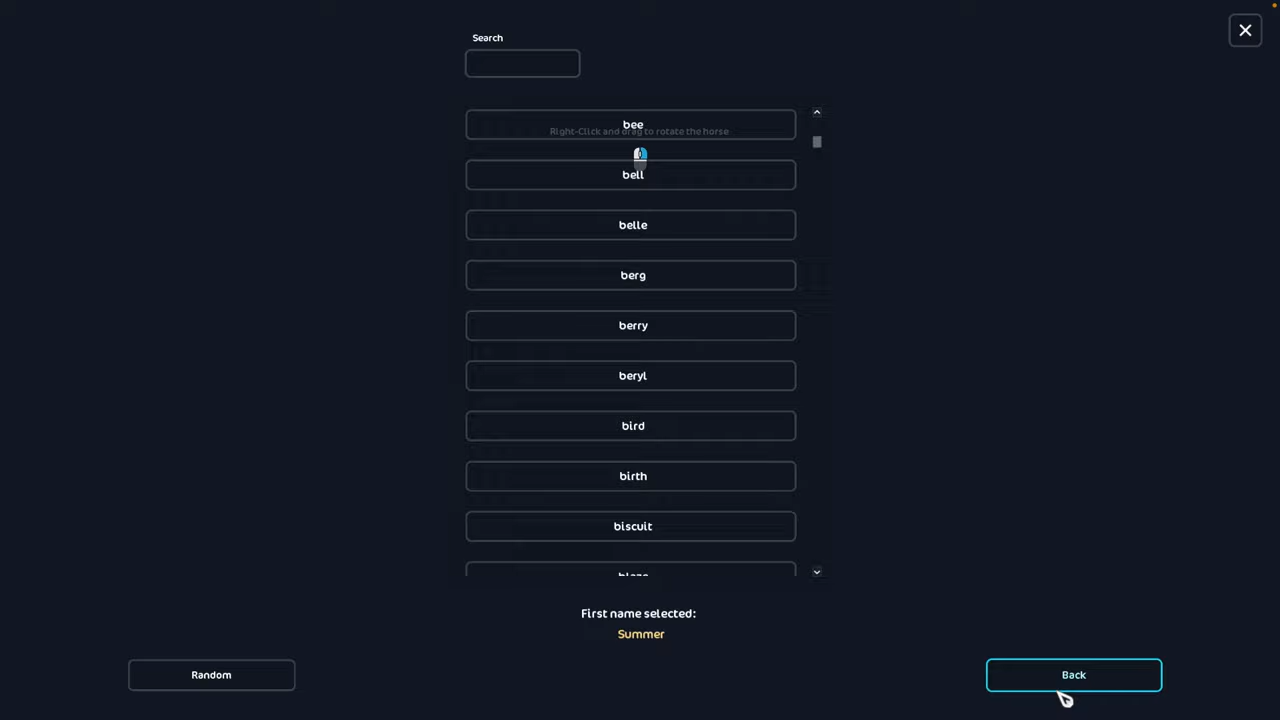 Search
bee
Right-Click and drag to rotate the horse
bell
belle
berg
berry
beryl
bird
birth
biscuit
blaze
First name selected:
Summer
Random
Back